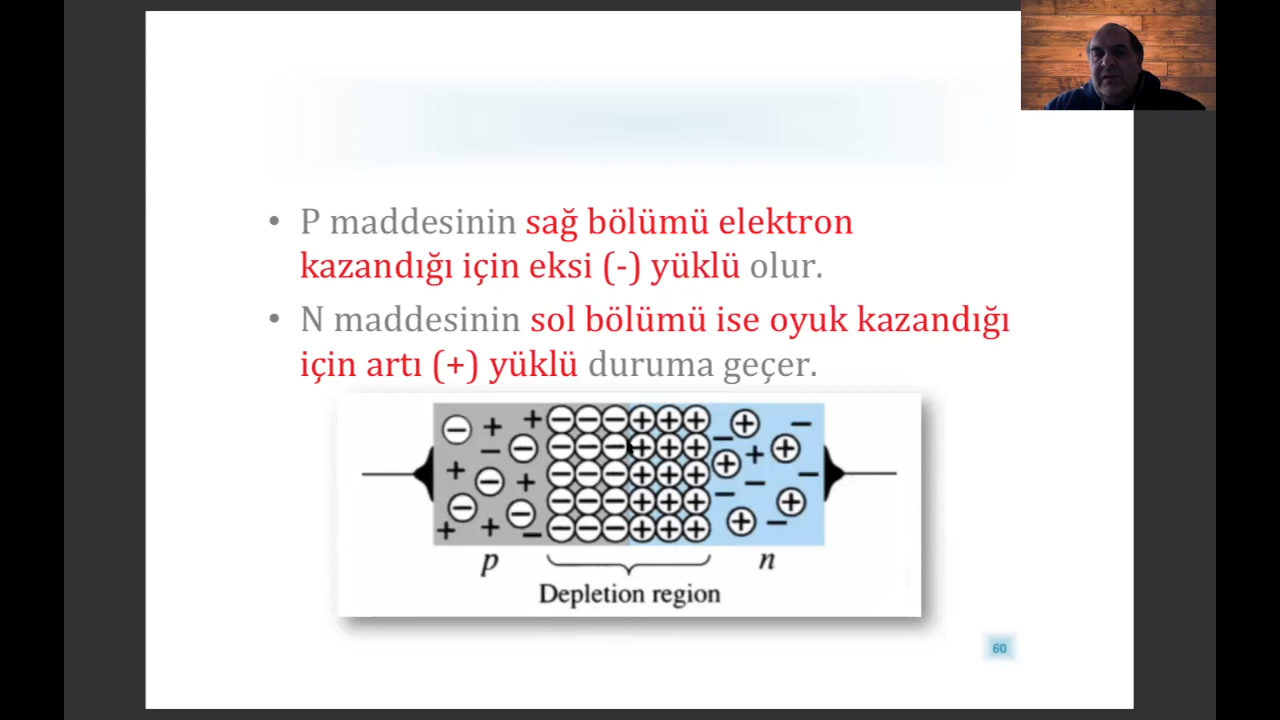 • P maddesinin sağ bölümü elektron
kazandığı için eksi (-) yüklü olur.
• N maddesinin sol bölümü ise oyuk kazandığı
için artı (+) yüklü duruma geçer.
p
n
Depletion region
60